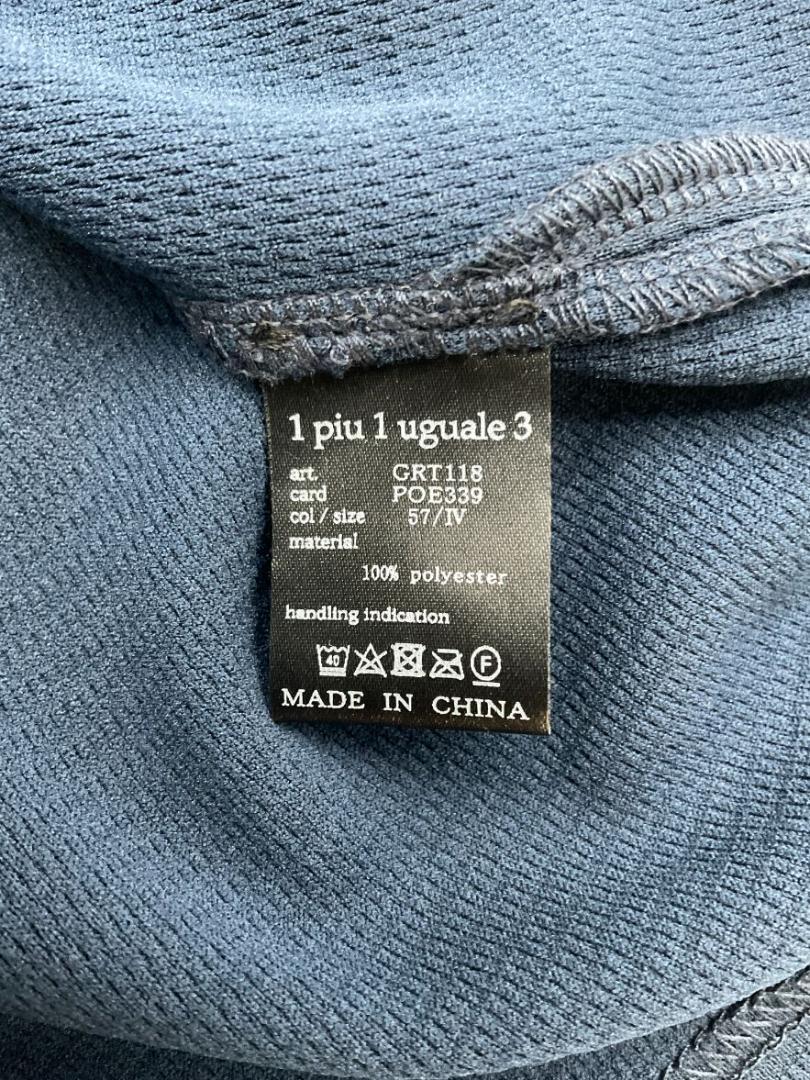 1 piu 1 uguale 3
art. GRT118
card POE339
col / size 57/IV
material
100% polyester
handling indication
40 F
MADE IN CHINA